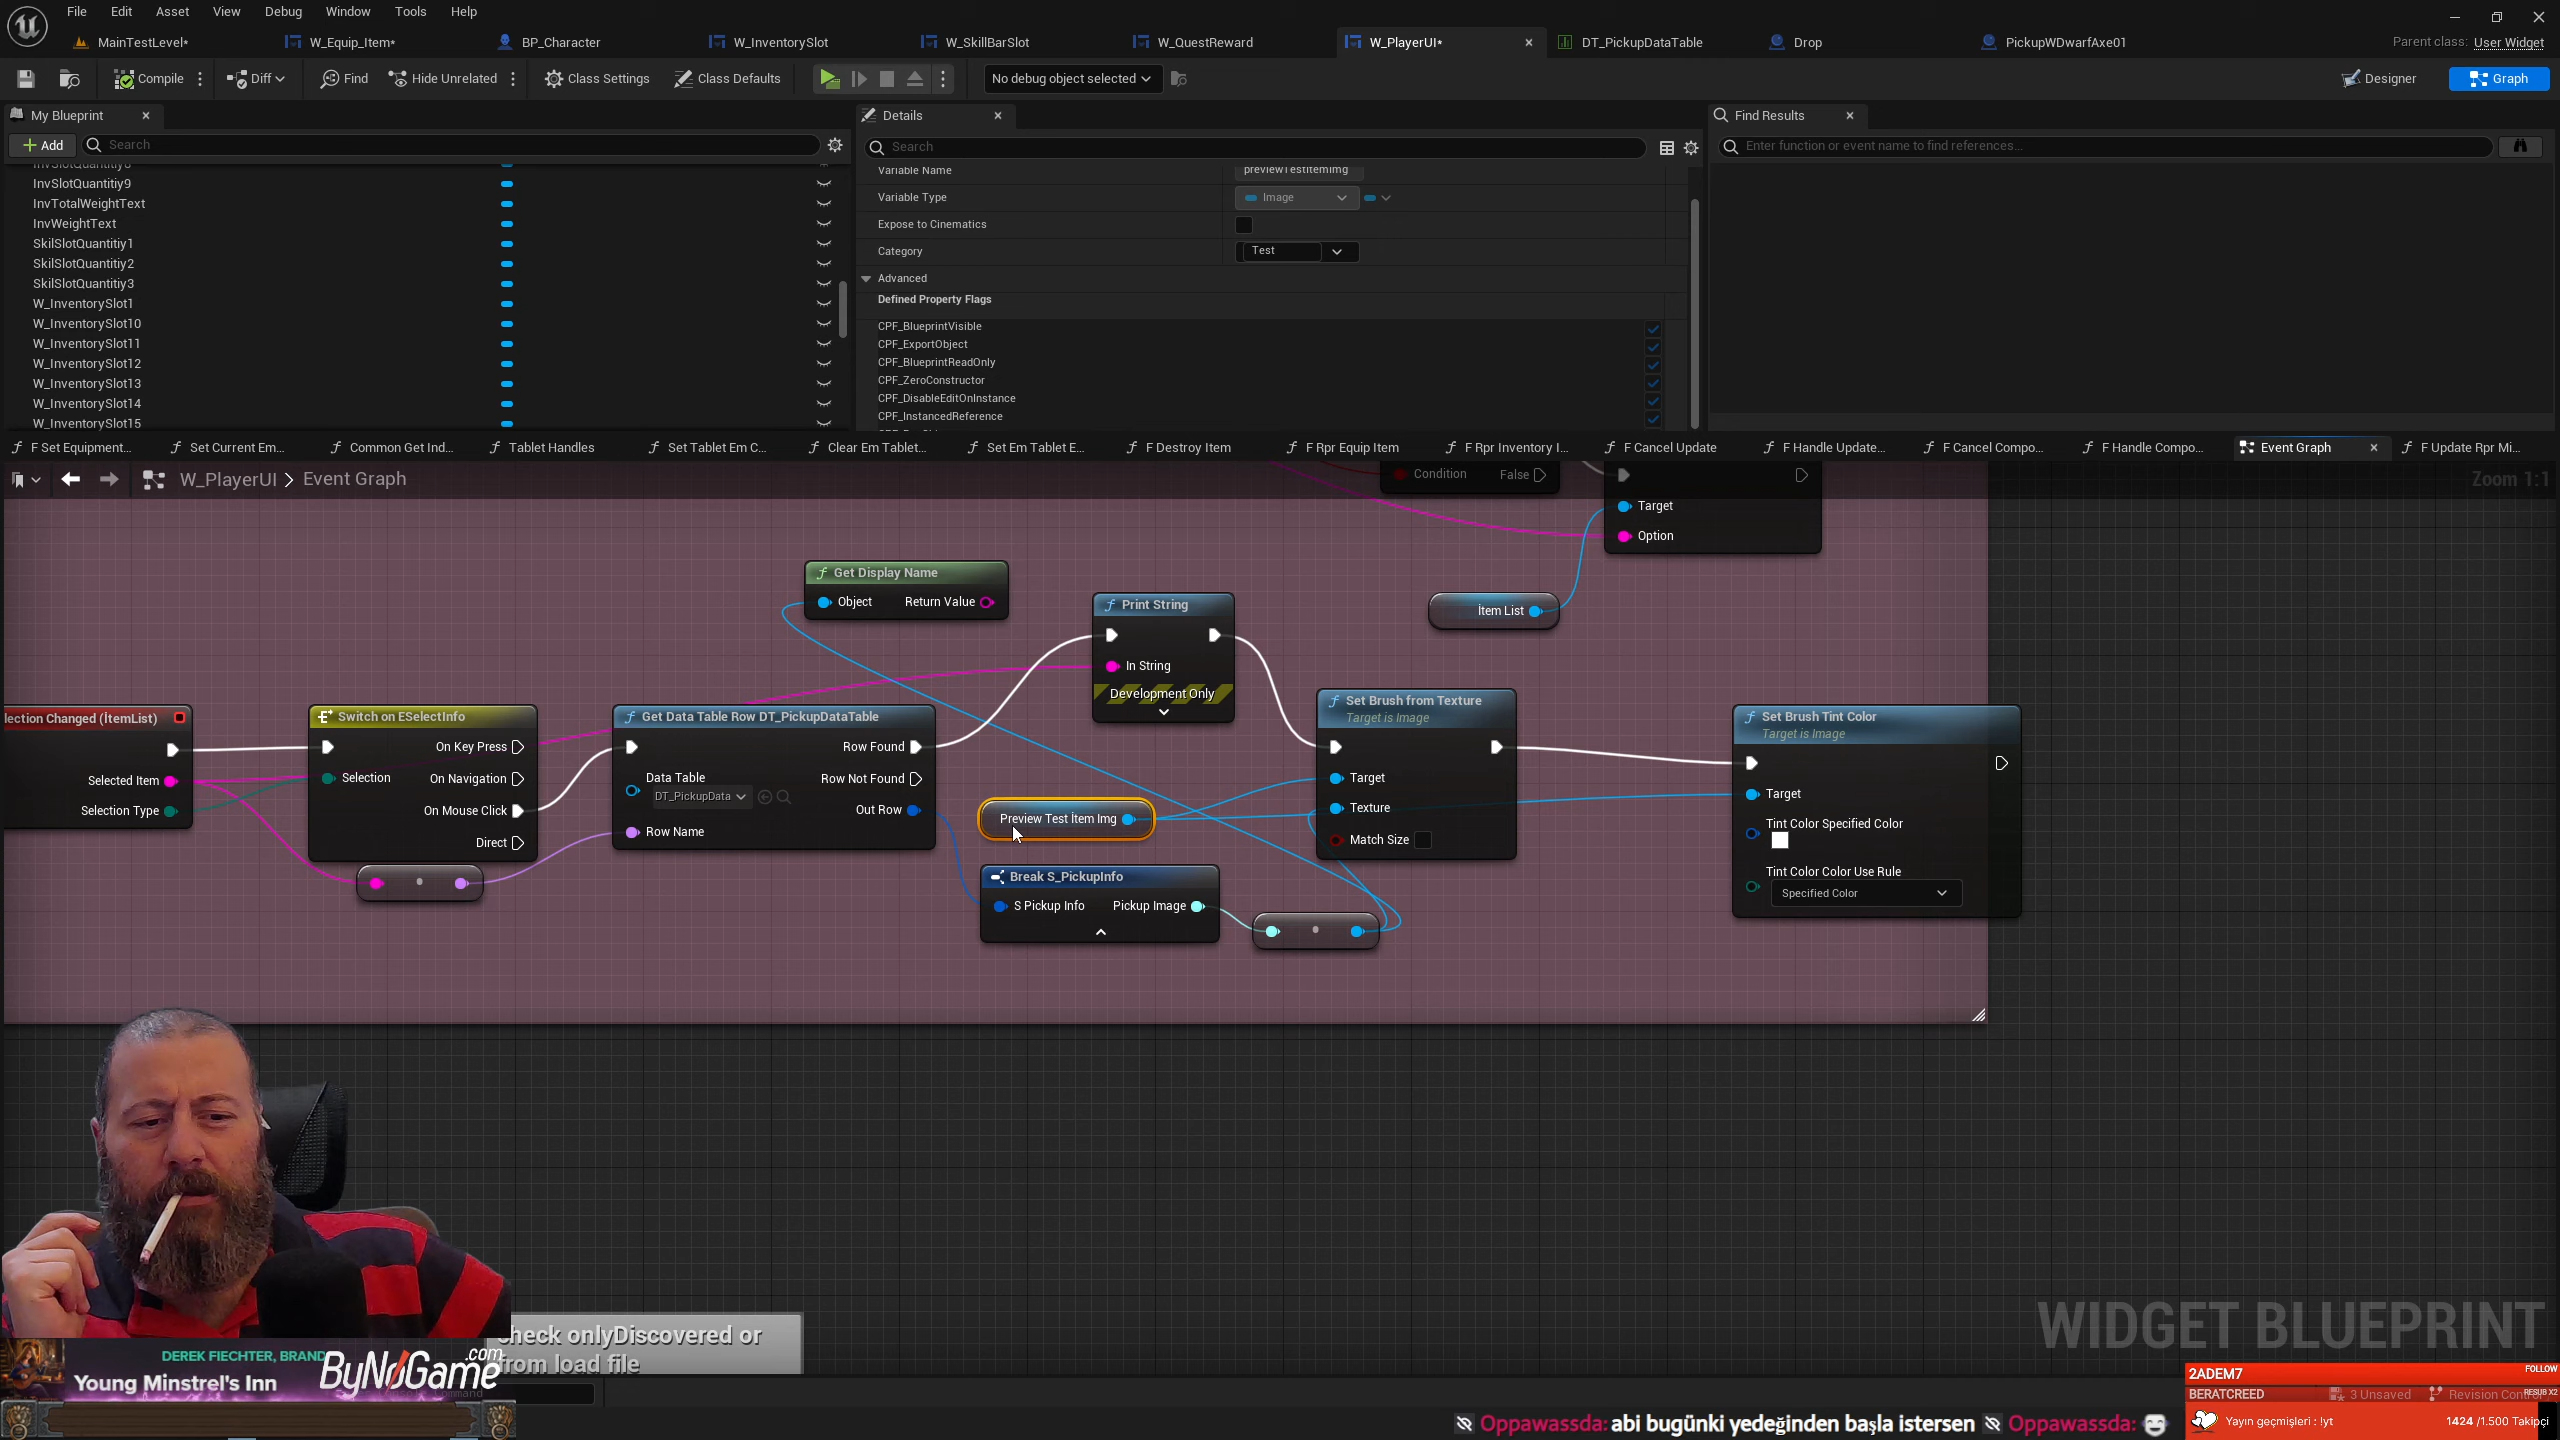 File Edit Asset View Debug Window Tools Help
MainTestLevel* W_Equip_Item* BP_Character W_InventorySlot W_SkillBarSlot W_QuestReward W_PlayerUI* DT_PickupDataTable Drop PickupWDwarfAxe01 Parent class: User Widget
Compile Diff Find Hide Unrelated Class Settings Class Defaults No debug object selected Designer Graph
My Blueprint Details Find Results
Add Search Search Enter function or event name to find references...
InvSlotQuantitiy9
InvTotalWeightText
InvWeightText
SkilSlotQuantitiy1
SkilSlotQuantitiy2
SkilSlotQuantitiy3
W_InventorySlot1
W_InventorySlot10
W_InventorySlot11
W_InventorySlot12
W_InventorySlot13
W_InventorySlot14
W_InventorySlot15
Variable Name previewTestItemImg
Variable Type Image
Expose to Cinematics
Category Test
Advanced
Defined Property Flags
CPF_BlueprintVisible
CPF_ExportObject
CPF_BlueprintReadOnly
CPF_ZeroConstructor
CPF_DisableEditOnInstance
CPF_InstancedReference
F Set Equipment... Set Current Em... Common Get Ind... Tablet Handles Set Tablet Em C... Clear Em Tablet... Set Em Tablet E... F Destroy Item F Rpr Equip Item F Rpr Inventory I... F Cancel Update F Handle Update... F Cancel Compo... F Handle Compo... Event Graph F Update Rpr Mi...
W_PlayerUI > Event Graph Zoom 1:1
Condition False
Target
Option
Get Display Name
Object Return Value
Print String
In String
Development Only
İtem List
lection Changed (İtemList)
Selected Item
Selection Type
Switch on ESelectInfo
On Key Press
Selection On Navigation
On Mouse Click
Direct
Get Data Table Row DT_PickupDataTable
Row Found
Data Table Row Not Found
DT_PickupData
Out Row
Row Name
Preview Test İtem Img
Break S_PickupInfo
S Pickup Info Pickup Image
Set Brush from Texture
Target is Image
Target
Texture
Match Size
Set Brush Tint Color
Target is Image
Target
Tint Color Specified Color
Tint Color Color Use Rule
Specified Color
check onlyDiscovered or
from load file
WIDGET BLUEPRINT
DEREK FIECHTER, BRAND
Young Minstrel's Inn
ByNoGame.com
Command
2ADEM7 FOLLOW
BERATCREED RESUB X2
3 Unsaved Revision Control
Oppawassda: abi bugünki yedeğinden başla istersen Oppawassda:
Yayın geçmişleri : !yt 1424 /1.500 Takipçi